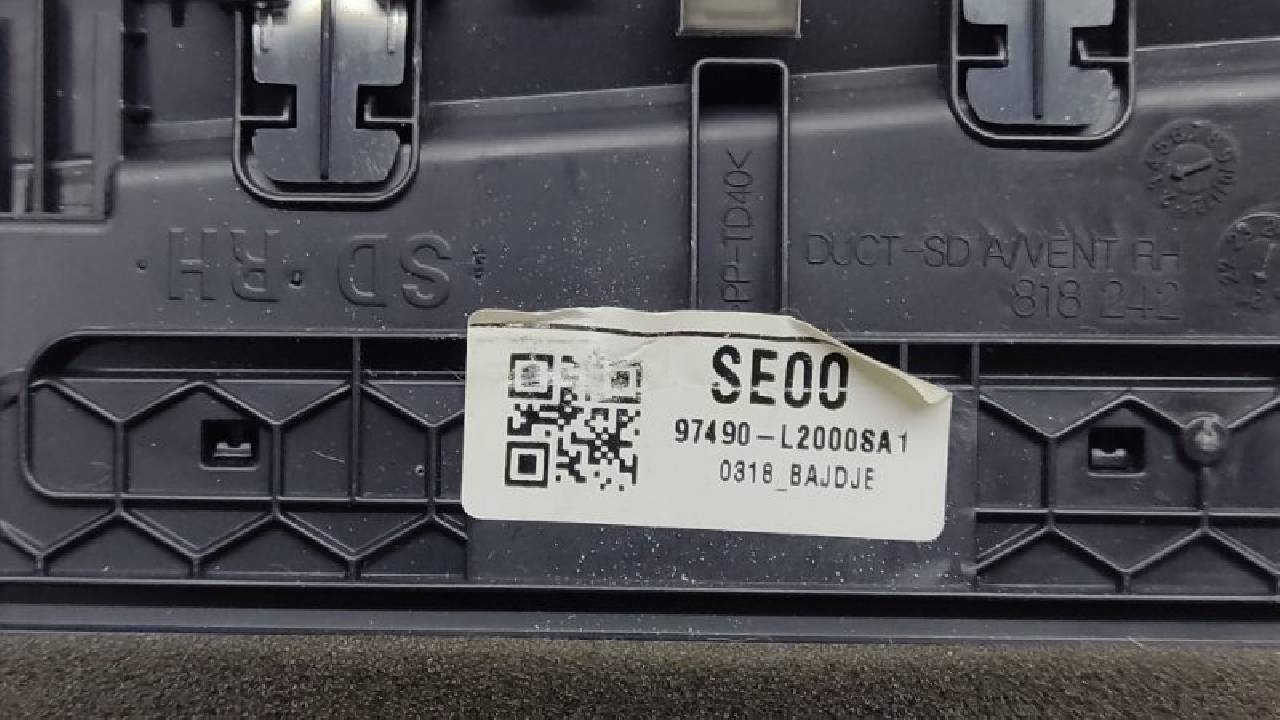 >PP-TD40<
SD RH
DUCT-SD A/VENT RH
818 242
SE00
97490-L2000SA1
0318_BAJDJE